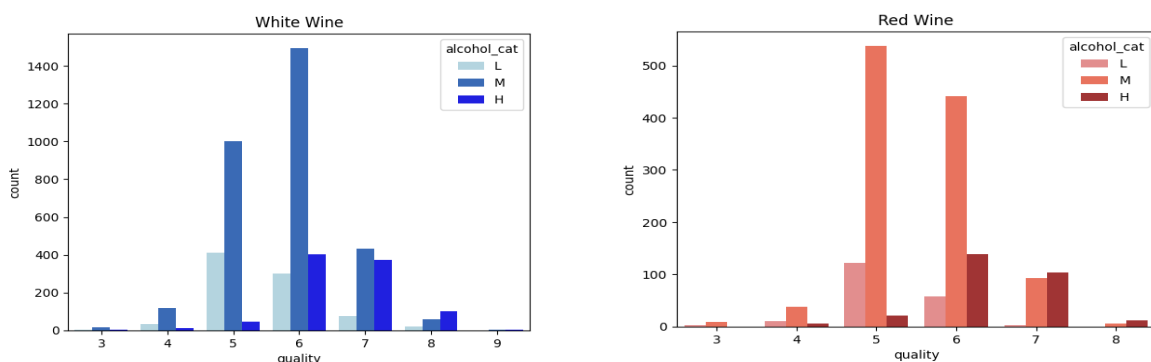 White Wine
alcohol_cat
L
M
H
1400
1200
1000
800
600
400
200
0
count
3 4 5 6 7 8 9
quality
Red Wine
alcohol_cat
L
M
H
500
400
300
200
100
0
count
3 4 5 6 7 8
quality